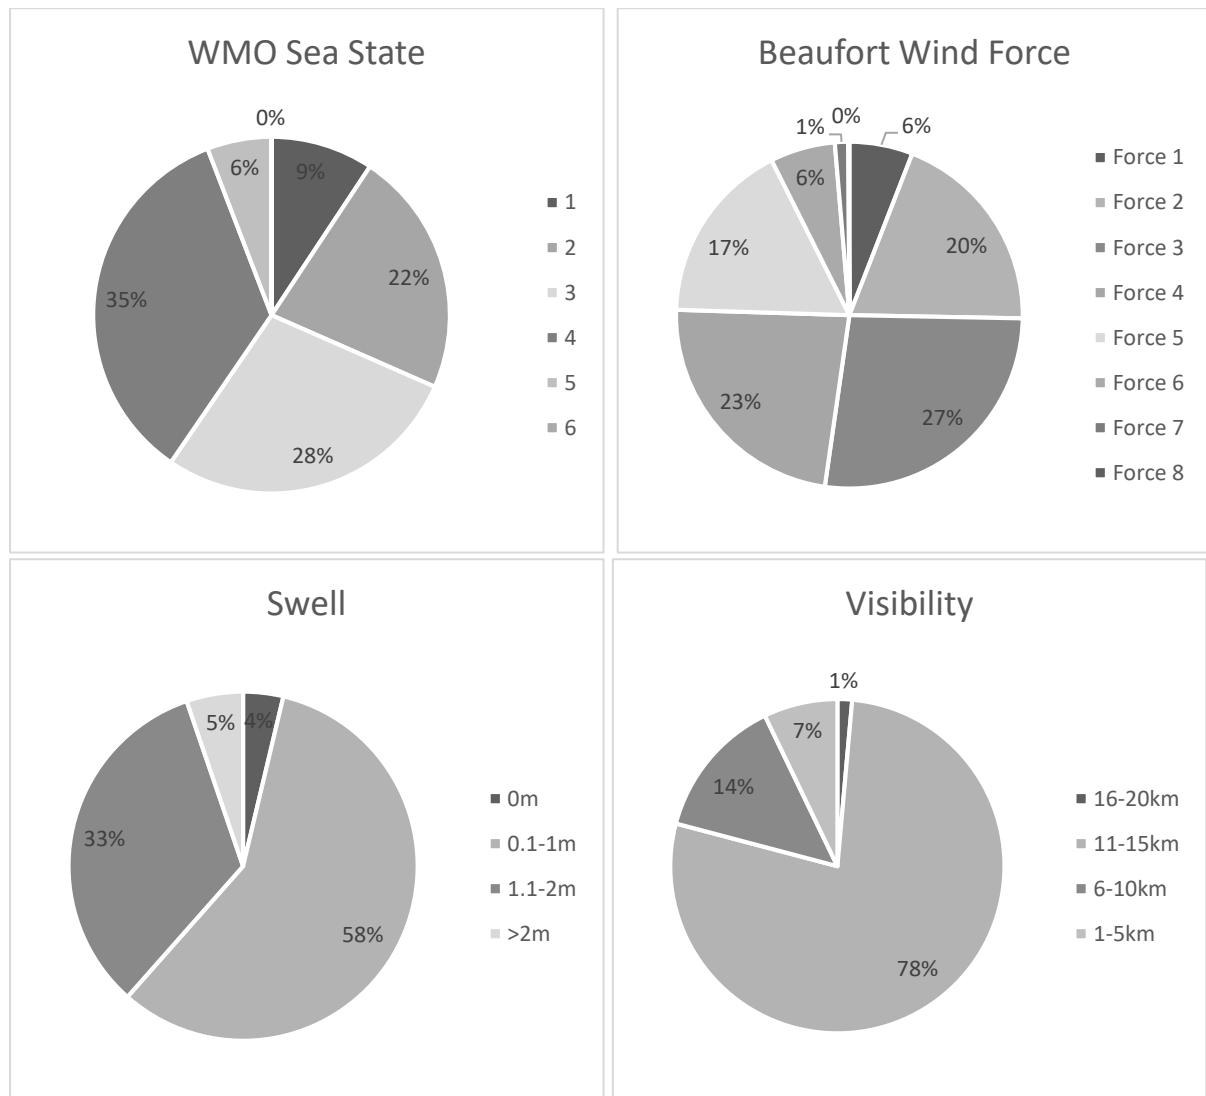 WMO Sea State
0%
9%
6%
22%
35%
28%
1
2
3
4
5
6
Beaufort Wind Force
0%
1%
6%
6%
20%
17%
23%
27%
Force 1
Force 2
Force 3
Force 4
Force 5
Force 6
Force 7
Force 8
Swell
5%
4%
33%
58%
0m
0.1-1m
1.1-2m
>2m
Visibility
1%
7%
14%
78%
16-20km
11-15km
6-10km
1-5km